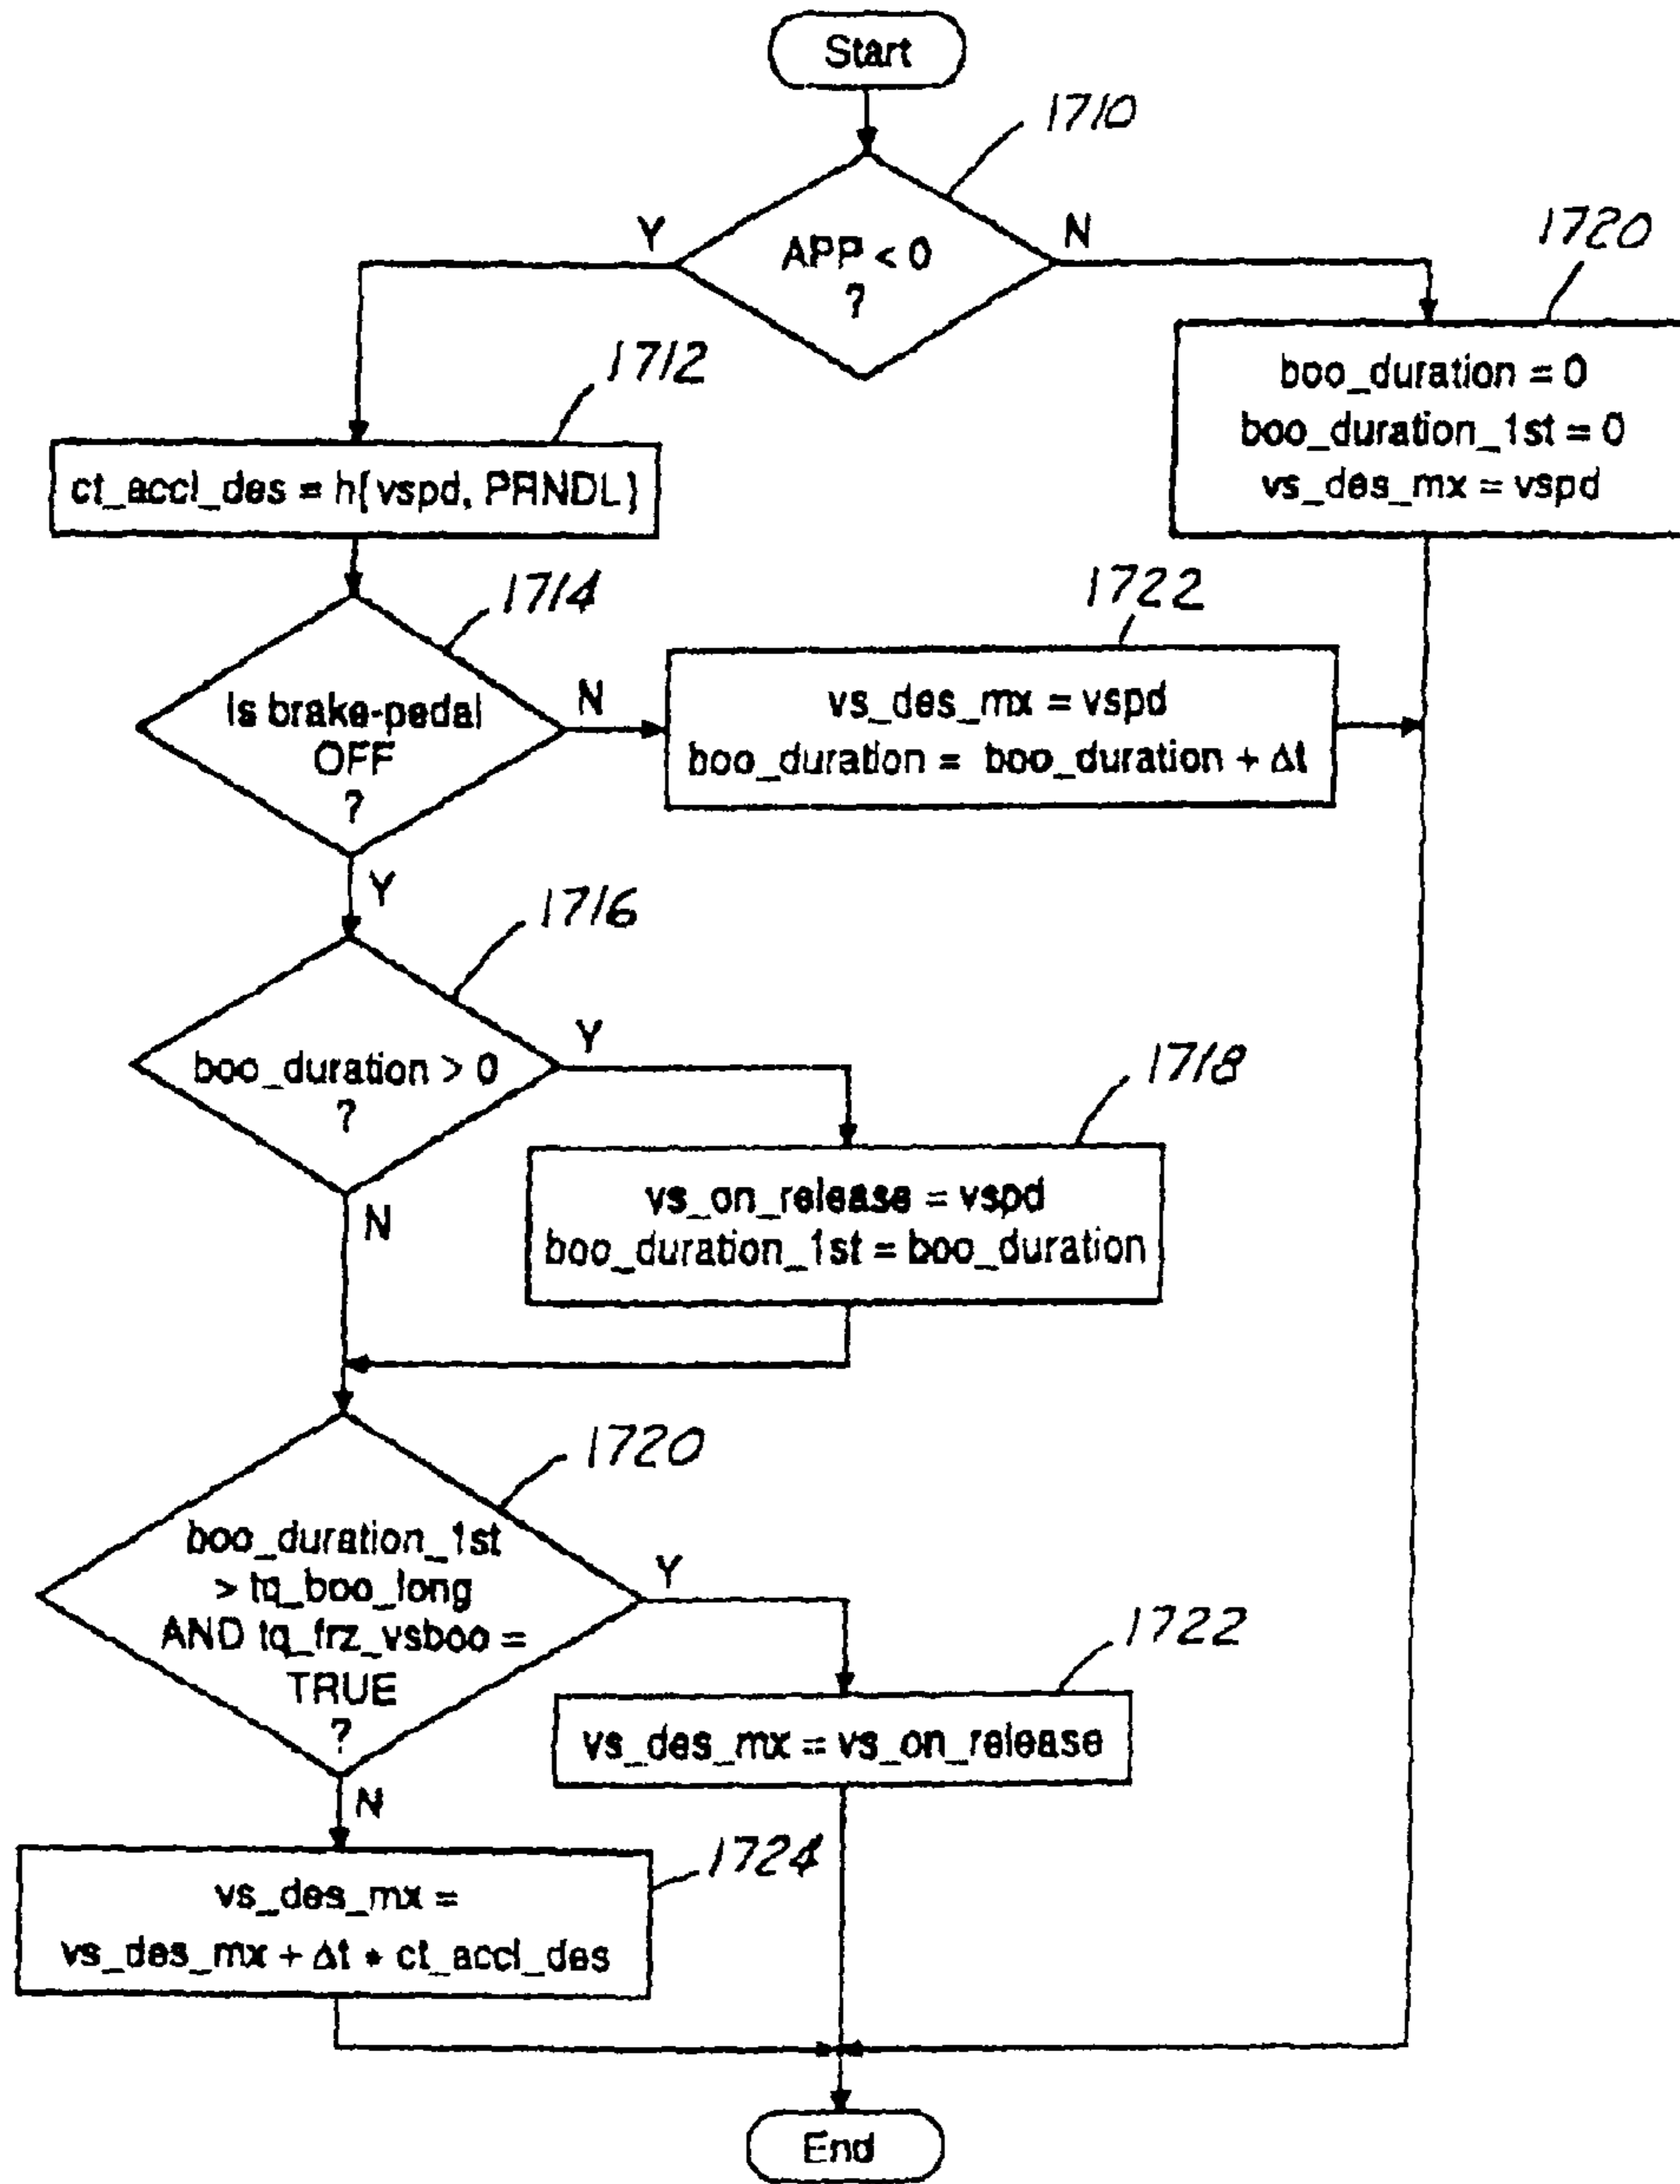 Start
1710
APP < 0
?
Y
N
1720
boo_duration = 0
boo_duration_1st = 0
vs_des_mx = vspd
1712
ct_accl_des = h{vspd, PRNDL}
1714
Is brake-pedal
OFF
?
N
1722
vs_des_mx = vspd
boo_duration = boo_duration + Δt
Y
1716
boo_duration > 0
?
Y
1718
vs_on_release = vspd
boo_duration_1st = boo_duration
N
1720
boo_duration_1st
> tq_boo_long
AND tq_frz_vsboo =
TRUE
?
Y
1722
vs_des_mx = vs_on_release
N
1724
vs_des_mx =
vs_des_mx + Δt * ct_accl_des
End